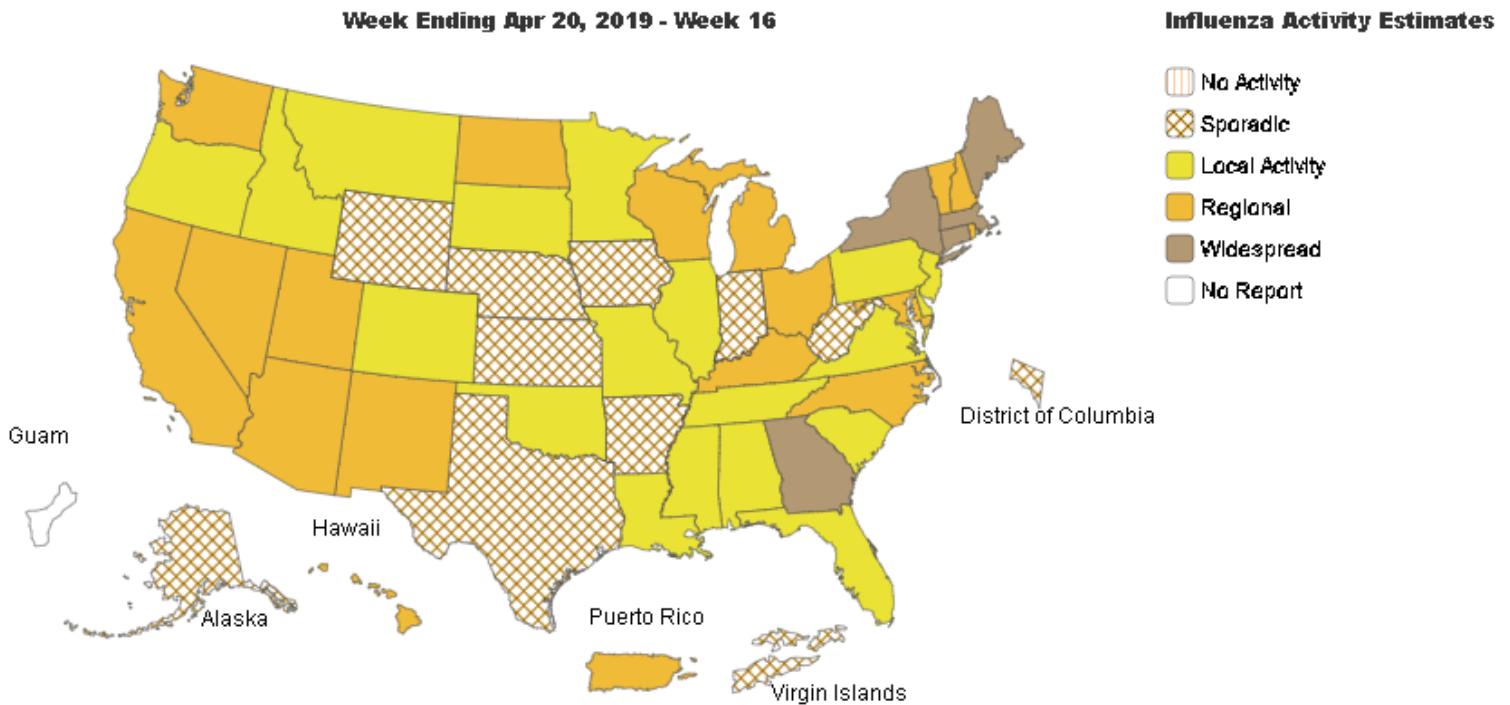 Week Ending Apr 20, 2019 - Week 16
Influenza Activity Estimates
No Activity
Sporadic
Local Activity
Regional
Widespread
No Report
District of Columbia
Guam
Hawaii
Alaska
Puerto Rico
Virgin Islands